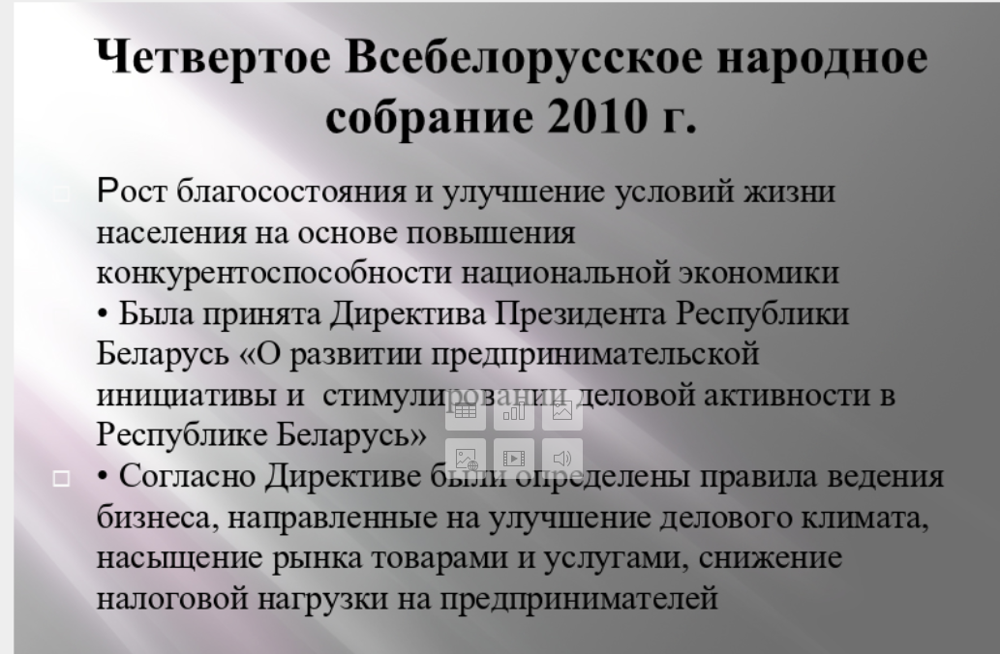 Четвертое Всебелорусское народное
собрание 2010 г.
Рост благосостояния и улучшение условий жизни
населения на основе повышения
конкурентоспособности национальной экономики
• Была принята Директива Президента Республики
Беларусь «О развитии предпринимательской
инициативы и стимулировании деловой активности в
Республике Беларусь»
• Согласно Директиве были определены правила ведения
бизнеса, направленные на улучшение делового климата,
насыщение рынка товарами и услугами, снижение
налоговой нагрузки на предпринимателей